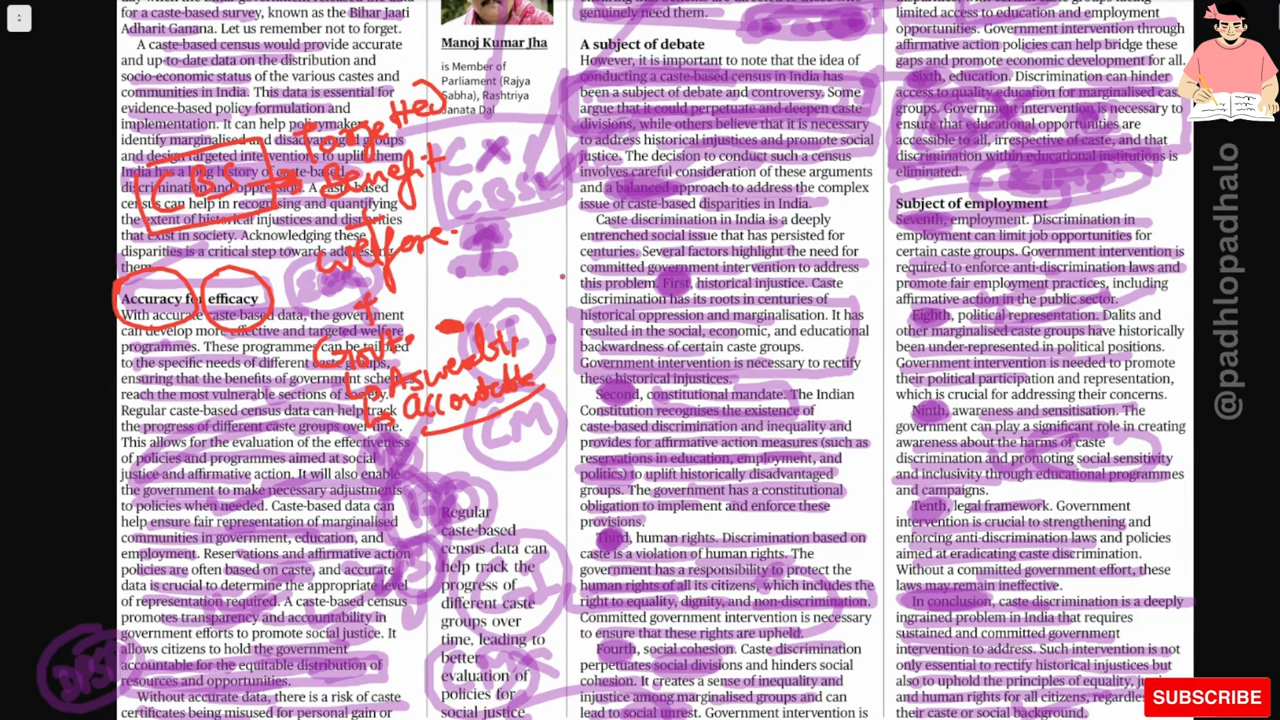 day when the Bihar government released the data
for a caste-based survey, known as the Bihar Jaati
Adharit Ganana. Let us remember not to forget.
A caste-based census would provide accurate
and up-to-date data on the distribution and
socio-economic status of the various castes and
communities in India. This data is essential for
evidence-based policy formulation and
implementation. It can help policymakers
identify marginalised and disadvantaged groups
and design targeted interventions to uplift them.
India has a long history of caste-based
discrimination and oppression. A caste-based
census can help in recognising and quantifying
the extent of historical injustices and disparities
that exist in society. Acknowledging these
disparities is a critical step towards addressing
them.
Accuracy for efficacy
With accurate caste-based data, the government
can develop more effective and targeted welfare
programmes. These programmes can be tailored
to the specific needs of different caste groups,
ensuring that the benefits of government schemes
reach the most vulnerable sections of society.
Regular caste-based census data can help track
the progress of different caste groups over time.
This allows for the evaluation of the effectiveness
of policies and programmes aimed at social
justice and affirmative action. It will also enable
the government to make necessary adjustments
to policies when needed. Caste-based data can
help ensure fair representation of marginalised
communities in government, education, and
employment. Reservations and affirmative action
policies are often based on caste, and accurate
data is crucial to determine the appropriate level
of representation required. A caste-based census
promotes transparency and accountability in
government efforts to promote social justice. It
allows citizens to hold the government
accountable for the equitable distribution of
resources and opportunities.
Without accurate data, there is a risk of caste
certificates being misused for personal gain or
Manoj Kumar Jha
is Member of
Parliament (Rajya
Sabha), Rashtriya
Janata Dal
Targetted
CB
Benefit
welfare.
Govt.
Answerable
Accountable
CX
CBS
CM
Regular
caste-based
census data can
help track the
progress of
different caste
groups over
time, leading to
better
evaluation of
policies for
social justice
genuinely need them.
A subject of debate
However, it is important to note that the idea of
conducting a caste-based census in India has
been a subject of debate and controversy. Some
argue that it could perpetuate and deepen caste
divisions, while others believe that it is necessary
to address historical injustices and promote social
justice. The decision to conduct such a census
involves careful consideration of these arguments
and a balanced approach to address the complex
issue of caste-based disparities in India.
Caste discrimination in India is a deeply
entrenched social issue that has persisted for
centuries. Several factors highlight the need for
committed government intervention to address
this problem. First, historical injustice. Caste
discrimination has its roots in centuries of
historical oppression and marginalisation. It has
resulted in the social, economic, and educational
backwardness of certain caste groups.
Government intervention is necessary to rectify
these historical injustices.
Second, constitutional mandate. The Indian
Constitution recognises the existence of
caste-based discrimination and inequality and
provides for affirmative action measures (such as
reservations in education, employment, and
politics) to uplift historically disadvantaged
groups. The government has a constitutional
obligation to implement and enforce these
provisions.
Third, human rights. Discrimination based on
caste is a violation of human rights. The
government has a responsibility to protect the
human rights of all its citizens, which includes the
right to equality, dignity, and non-discrimination.
Committed government intervention is necessary
to ensure that these rights are upheld.
Fourth, social cohesion. Caste discrimination
perpetuates social divisions and hinders social
cohesion. It creates a sense of inequality and
injustice among marginalised groups and can
lead to social unrest. Government intervention is
limited access to education and employment
opportunities. Government intervention through
affirmative action policies can help bridge these
gaps and promote economic development for all.
Sixth, education. Discrimination can hinder
access to quality education for marginalised cas
groups. Government intervention is necessary to
ensure that educational opportunities are
accessible to all, irrespective of caste, and that
discrimination within educational institutions is
eliminated.
Subject of employment
Seventh, employment. Discrimination in
employment can limit job opportunities for
certain caste groups. Government intervention is
required to enforce anti-discrimination laws and
promote fair employment practices, including
affirmative action in the public sector.
Eighth, political representation. Dalits and
other marginalised caste groups have historically
been under-represented in political positions.
Government intervention is needed to promote
their political participation and representation,
which is crucial for addressing their concerns.
Ninth, awareness and sensitisation. The
government can play a significant role in creating
awareness about the harms of caste
discrimination and promoting social sensitivity
and inclusivity through educational programmes
and campaigns.
Tenth, legal framework. Government
intervention is crucial to strengthening and
enforcing anti-discrimination laws and policies
aimed at eradicating caste discrimination.
Without a committed government effort, these
laws may remain ineffective.
In conclusion, caste discrimination is a deeply
ingrained problem in India that requires
sustained and committed government
intervention to address. Such intervention is not
only essential to rectify historical injustices but
also to uphold the principles of equality,
and human rights for all citizens,
their caste or social background.
@padhlopadhalo
SUBSCRIBE